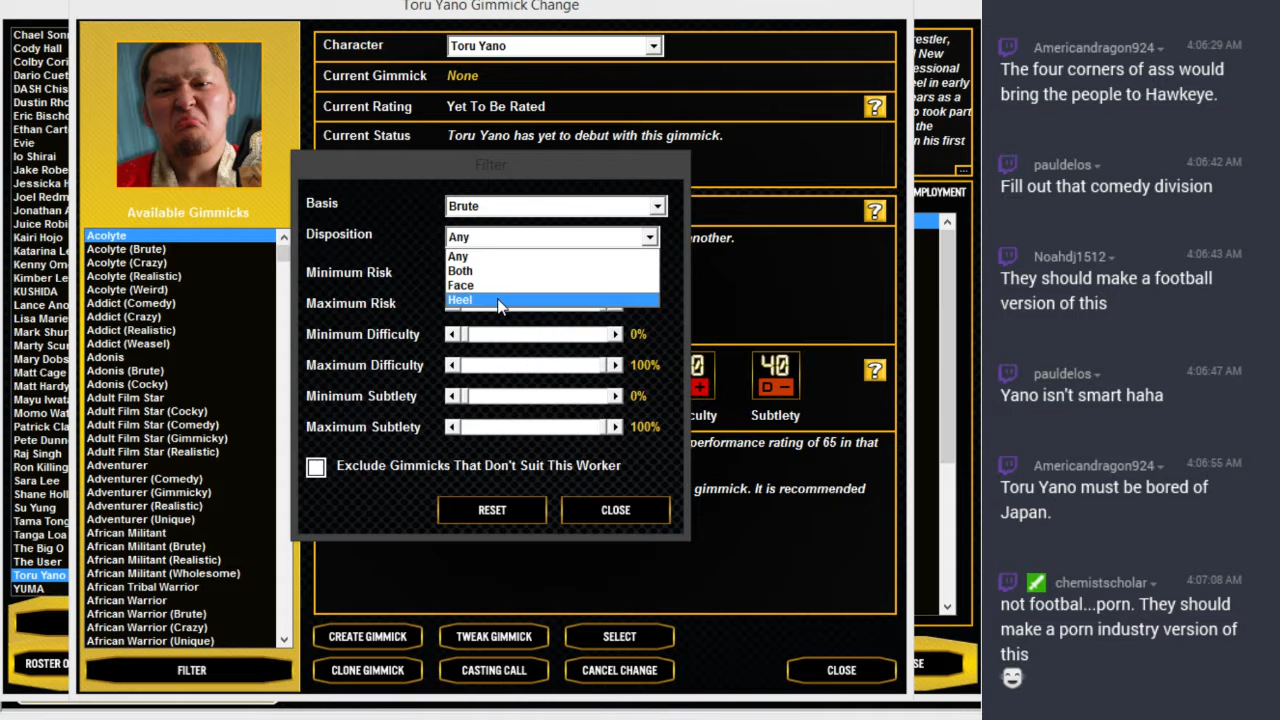 Toru Yano Gimmick Change
Chael Sonn
Cody Hall
Colby Cori
Dario Cuet
DASH Chis
Dustin Rho
Eric Bischo
Ethan Cart
Evie
Io Shirai
Jake Robe
Jessicka H
Joel Redm
Jonathan A
Juice Robi
Kairi Hojo
Katarina L
Kenny Om
Kimber Le
KUSHIDA
Lance Ano
Lisa Marie
Mark Shur
Marty Scur
Mary Dobs
Matt Cage
Matt Hardy
Mayu Iwata
Momo Wat
Patrick Cla
Pete Dunn
Raj Singh
Ron Killing
Sara Lee
Shane Holl
Su Yung
Tama Tong
Tanga Loa
The Big O
The User
Toru Yano
YUMA
ROSTER O
Available Gimmicks
Acolyte
Acolyte (Brute)
Acolyte (Crazy)
Acolyte (Realistic)
Acolyte (Weird)
Addict (Comedy)
Addict (Crazy)
Addict (Realistic)
Addict (Weasel)
Adonis
Adonis (Brute)
Adonis (Cocky)
Adult Film Star
Adult Film Star (Cocky)
Adult Film Star (Comedy)
Adult Film Star (Gimmicky)
Adult Film Star (Realistic)
Adventurer
Adventurer (Comedy)
Adventurer (Gimmicky)
Adventurer (Realistic)
Adventurer (Unique)
African Militant
African Militant (Brute)
African Militant (Realistic)
African Militant (Wholesome)
African Tribal Warrior
African Warrior
African Warrior (Brute)
African Warrior (Crazy)
African Warrior (Unique)
FILTER
Character Toru Yano
Current Gimmick None
Current Rating Yet To Be Rated ?
Current Status Toru Yano has yet to debut with this gimmick.
?
another.
Filter
Basis Brute
Disposition Any
Any
Both
Face
Heel
Minimum Risk
Maximum Risk
Minimum Difficulty 0%
Maximum Difficulty 100%
Minimum Subtlety 0%
Maximum Subtlety 100%
Exclude Gimmicks That Don't Suit This Worker
RESET CLOSE
0 40 ?
+ D -
culty Subtlety
performance rating of 65 in that
gimmick. It is recommended
CREATE GIMMICK TWEAK GIMMICK SELECT
CLONE GIMMICK CASTING CALL CANCEL CHANGE CLOSE
restler,
New
essional
eel in early
ears as a
o took part
the
n his first
...
MPLOYMENT
SE
Americandragon924 4:06:29 AM
The four corners of ass would
bring the people to Hawkeye.
pauldelos 4:06:42 AM
Fill out that comedy division
Noahdj1512 4:06:43 AM
They should make a football
version of this
pauldelos 4:06:47 AM
Yano isn't smart haha
Americandragon924 4:06:55 AM
Toru Yano must be bored of
Japan.
chemistscholar 4:07:08 AM
not footbal...porn. They should
make a porn industry version of
this